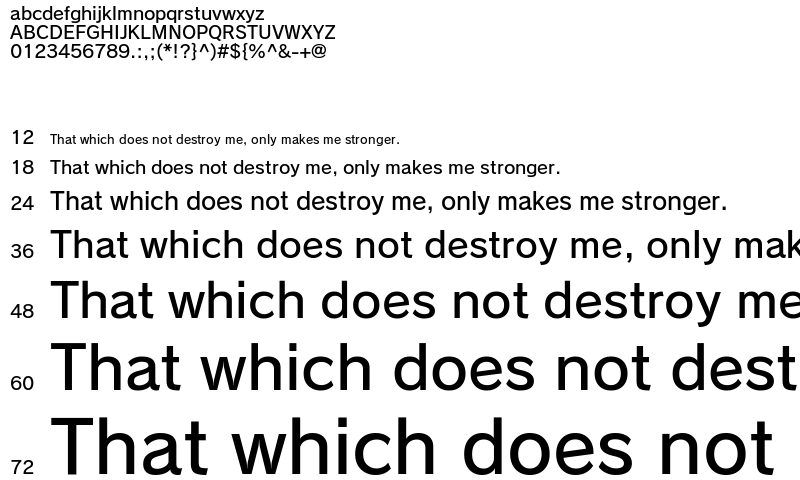 abcdefghijklmnopqrstuvwxyz
ABCDEFGHIJKLMNOPQRSTUVWXYZ
0123456789.:,;(*!?}^)#${%^&-+@
12 That which does not destroy me, only makes me stronger.
18 That which does not destroy me, only makes me stronger.
24 That which does not destroy me, only makes me stronger.
36 That which does not destroy me, only mak
48 That which does not destroy me
60 That which does not dest
72 That which does not